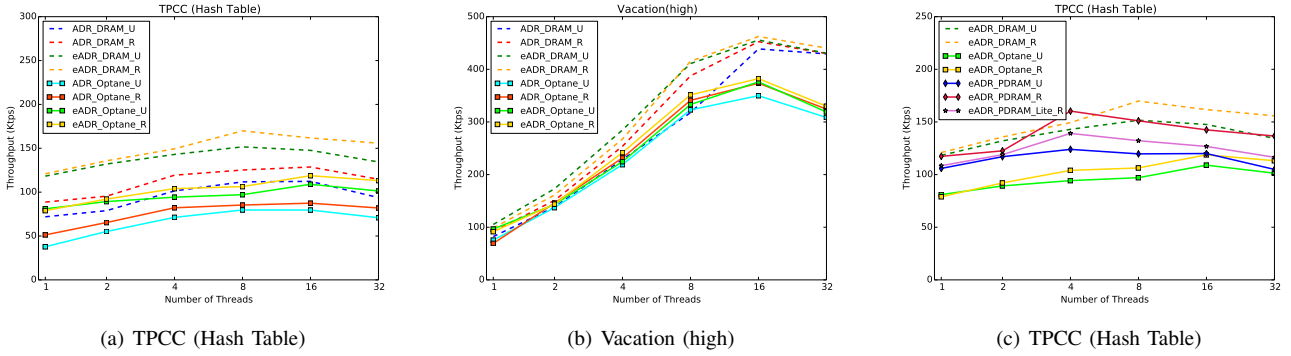 TPCC (Hash Table)
300
250
200
150
100
50
0
Throughput (Ktps)
ADR_DRAM_U
ADR_DRAM_R
eADR_DRAM_U
eADR_DRAM_R
ADR_Optane_U
ADR_Optane_R
eADR_Optane_U
eADR_Optane_R
1 2 4 8 16 32
Number of Threads
(a) TPCC (Hash Table)
Vacation(high)
500
400
300
200
100
0
Throughput (Ktps)
ADR_DRAM_U
ADR_DRAM_R
eADR_DRAM_U
eADR_DRAM_R
ADR_Optane_U
ADR_Optane_R
eADR_Optane_U
eADR_Optane_R
1 2 4 8 16 32
Number of Threads
(b) Vacation (high)
TPCC (Hash Table)
250
200
150
100
50
0
Throughput (Ktps)
eADR_DRAM_U
eADR_DRAM_R
eADR_Optane_U
eADR_Optane_R
eADR_PDRAM_U
eADR_PDRAM_R
eADR_PDRAM_Lite_R
1 2 4 8 16 32
Number of Threads
(c) TPCC (Hash Table)